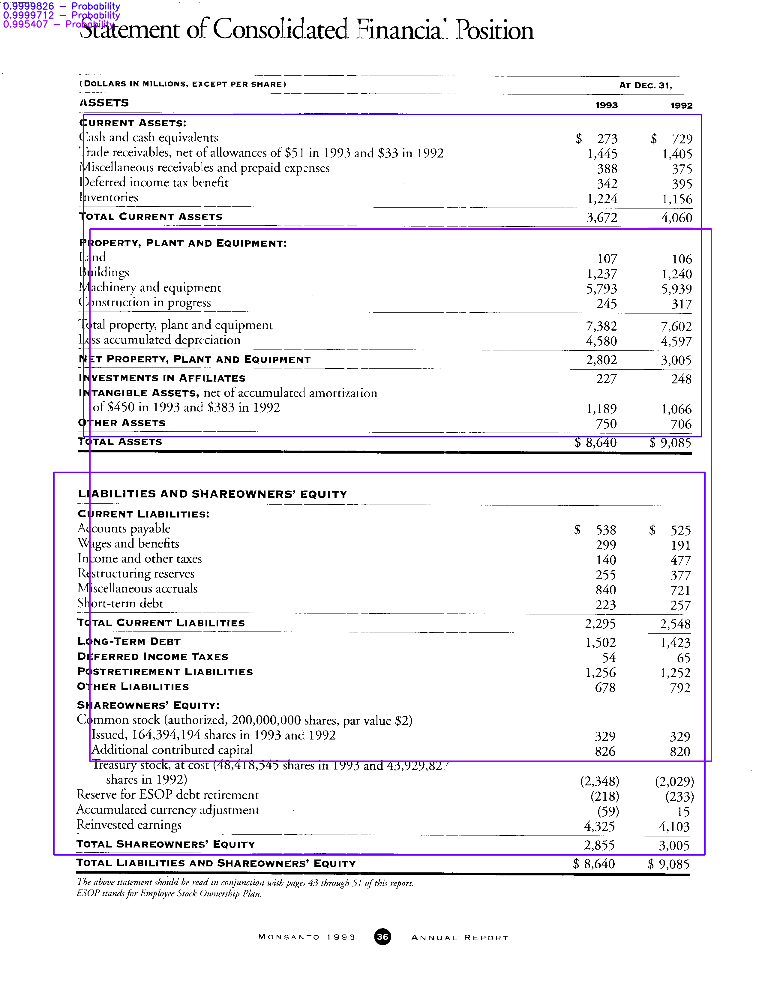 0.9999826 – Probability
0.9999712 – Probability
0.995407 – Probability
Statement of Consolidated Financial Position
(DOLLARS IN MILLIONS, EXCEPT PER SHARE) AT DEC. 31,
ASSETS 1993 1992
CURRENT ASSETS:
Cash and cash equivalents $ 273 $ 729
Trade receivables, net of allowances of $51 in 1993 and $33 in 1992 1,445 1,405
Miscellaneous receivables and prepaid expenses 388 375
Deferred income tax benefit 342 395
Inventories 1,224 1,156
TOTAL CURRENT ASSETS 3,672 4,060
PROPERTY, PLANT AND EQUIPMENT:
Land 107 106
Buildings 1,237 1,240
Machinery and equipment 5,793 5,939
Construction in progress 245 317
Total property, plant and equipment 7,382 7,602
Less accumulated depreciation 4,580 4,597
NET PROPERTY, PLANT AND EQUIPMENT 2,802 3,005
INVESTMENTS IN AFFILIATES 227 248
INTANGIBLE ASSETS, net of accumulated amortization
of $450 in 1993 and $383 in 1992 1,189 1,066
OTHER ASSETS 750 706
TOTAL ASSETS $ 8,640 $ 9,085
LIABILITIES AND SHAREOWNERS' EQUITY
CURRENT LIABILITIES:
Accounts payable $ 538 $ 525
Wages and benefits 299 191
Income and other taxes 140 477
Restructuring reserves 255 377
Miscellaneous accruals 840 721
Short-term debt 223 257
TOTAL CURRENT LIABILITIES 2,295 2,548
LONG-TERM DEBT 1,502 1,423
DEFERRED INCOME TAXES 54 65
POSTRETIREMENT LIABILITIES 1,256 1,252
OTHER LIABILITIES 678 792
SHAREOWNERS' EQUITY:
Common stock (authorized, 200,000,000 shares, par value $2)
Issued, 164,394,194 shares in 1993 and 1992 329 329
Additional contributed capital 826 820
Treasury stock, at cost (48,418,545 shares in 1993 and 43,929,827
shares in 1992) (2,348) (2,029)
Reserve for ESOP debt retirement (218) (233)
Accumulated currency adjustment (59) 15
Reinvested earnings 4,325 4,103
TOTAL SHAREOWNERS' EQUITY 2,855 3,005
TOTAL LIABILITIES AND SHAREOWNERS' EQUITY $ 8,640 $ 9,085
The above statement should be read in conjunction with pages 43 through 51 of this report.
ESOP stands for Employee Stock Ownership Plan.
MONSANTO 1993 36 ANNUAL REPORT